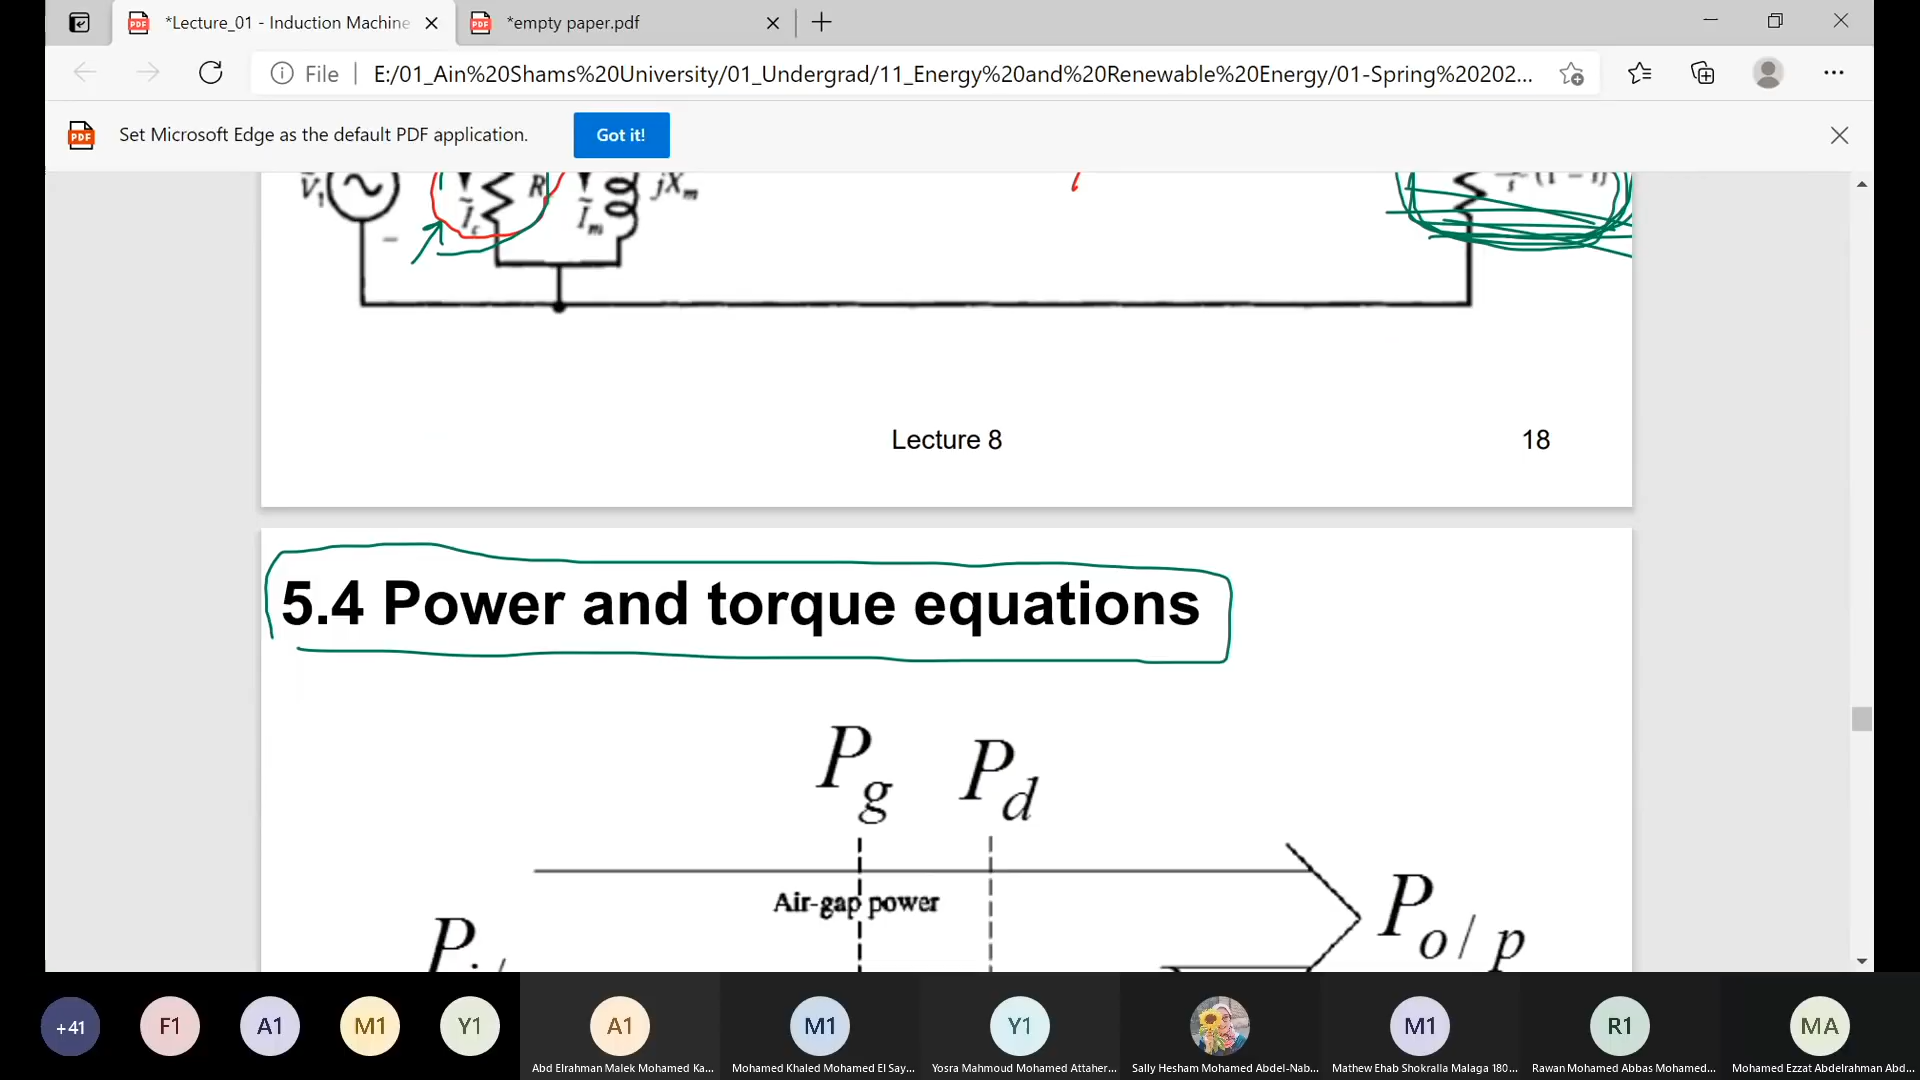 *Lecture_01 - Induction Machine
*empty paper.pdf
File
E:/01_Ain%20Shams%20University/01_Undergrad/11_Energy%20and%20Renewable%20Energy/01-Spring%20202...
PDF
Set Microsoft Edge as the default PDF application.
Got it!
V1
Ic
R
Im
jXm
Lecture 8
18
5.4 Power and torque equations
Pg
Pd
Air-gap power
Po/p
+41
F1
A1
M1
Y1
A1
M1
Y1
M1
R1
MA
Abd Elrahman Malek Mohamed Ka...
Mohamed Khaled Mohamed El Say...
Yosra Mahmoud Mohamed Attaher...
Sally Hesham Mohamed Abdel-Nab...
Mathew Ehab Shokralla Malaga 180...
Rawan Mohamed Abbas Mohamed...
Mohamed Ezzat Abdelrahman Abd...